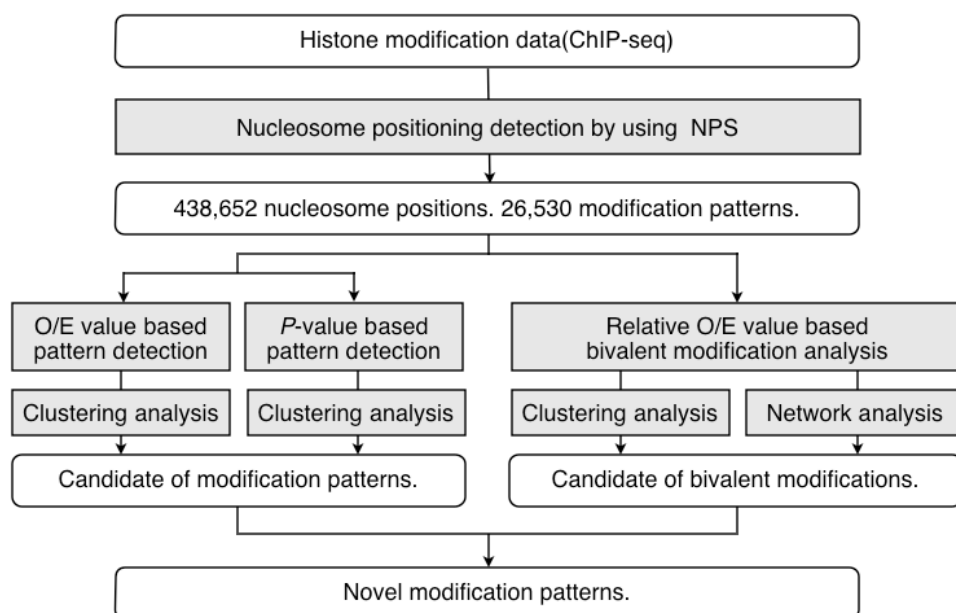 Histone modification data(ChIP-seq)
Nucleosome positioning detection by using NPS
438,652 nucleosome positions. 26,530 modification patterns.
O/E value based
pattern detection
P-value based
pattern detection
Relative O/E value based
bivalent modification analysis
Clustering analysis
Clustering analysis
Clustering analysis
Network analysis
Candidate of modification patterns.
Candidate of bivalent modifications.
Novel modification patterns.